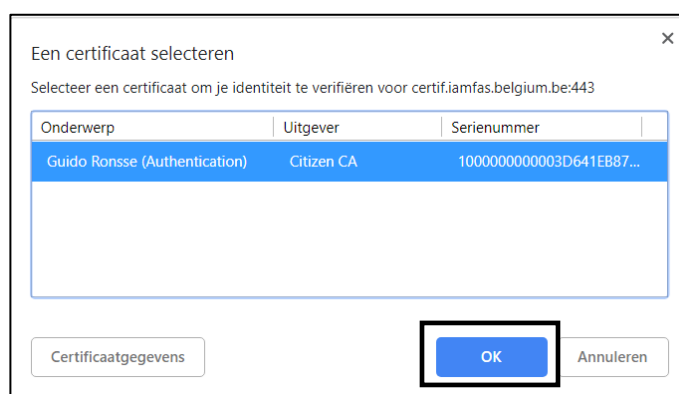 Een certificaat selecteren
Selecteer een certificaat om je identiteit te verifiëren voor certif.iamfas.belgium.be:443
Onderwerp Uitgever Serienummer
Guido Ronsse (Authentication) Citizen CA 1000000000003D641EB87...
Certificaatgegevens OK Annuleren